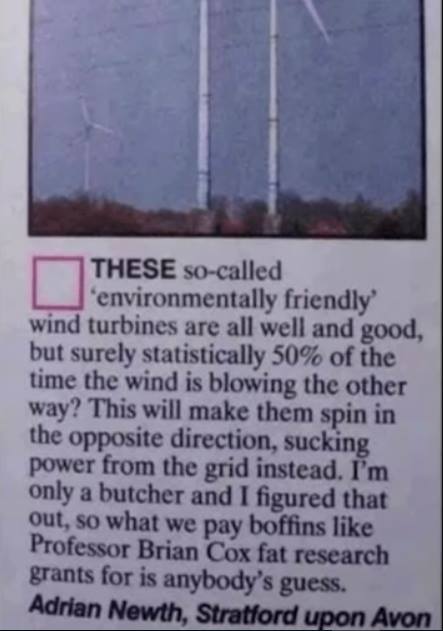 THESE so-called
'environmentally friendly'
wind turbines are all well and good,
but surely statistically 50% of the
time the wind is blowing the other
way? This will make them spin in
the opposite direction, sucking
power from the grid instead. I'm
only a butcher and I figured that
out, so what we pay boffins like
Professor Brian Cox fat research
grants for is anybody's guess.
Adrian Newth, Stratford upon Avon